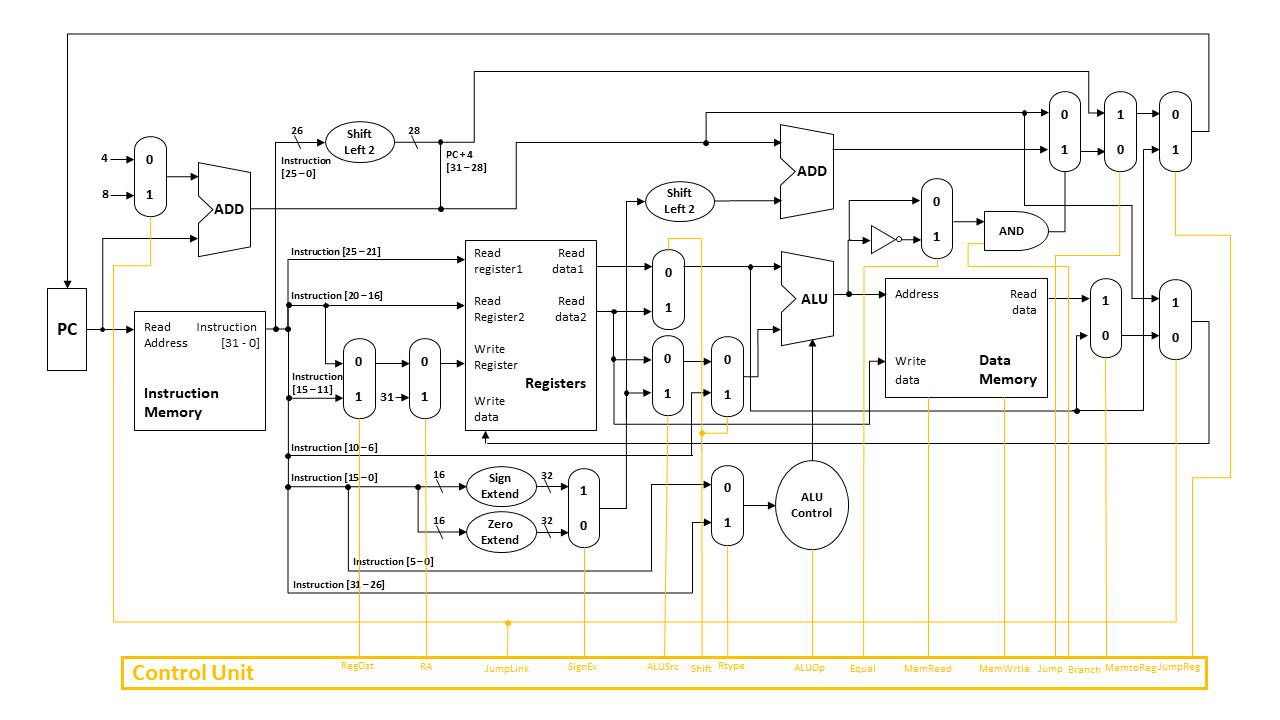 26
28
Shift
Left 2
Instruction
[25–0]
PC + 4
[31–28]
4
8
0
1
ADD
ADD
Shift
Left 2
0
1
1
0
0
1
0
1
AND
Instruction [25–21]
Instruction [20–16]
Instruction
[15–11]
PC
Read
Address
Instruction
[31 - 0]
Instruction
Memory
0
1
31
0
1
Read
register1
Read
data1
Read
Register2
Read
data2
Write
Register
Registers
Write
data
0
1
0
1
0
1
ALU
Address
Read
data
Write
data
Data
Memory
1
0
1
0
Instruction [10–6]
Instruction [15–0]
16
Sign
Extend
32
16
Zero
Extend
32
1
0
0
1
ALU
Control
Instruction [5–0]
Instruction [31–26]
Control Unit
RegDst
RA
JumpLink
SignEx
ALUSrc
Shift
Rtype
ALUOp
Equal
MemRead
MemWrtie
Jump
Branch
MemtoReg
JumpReg